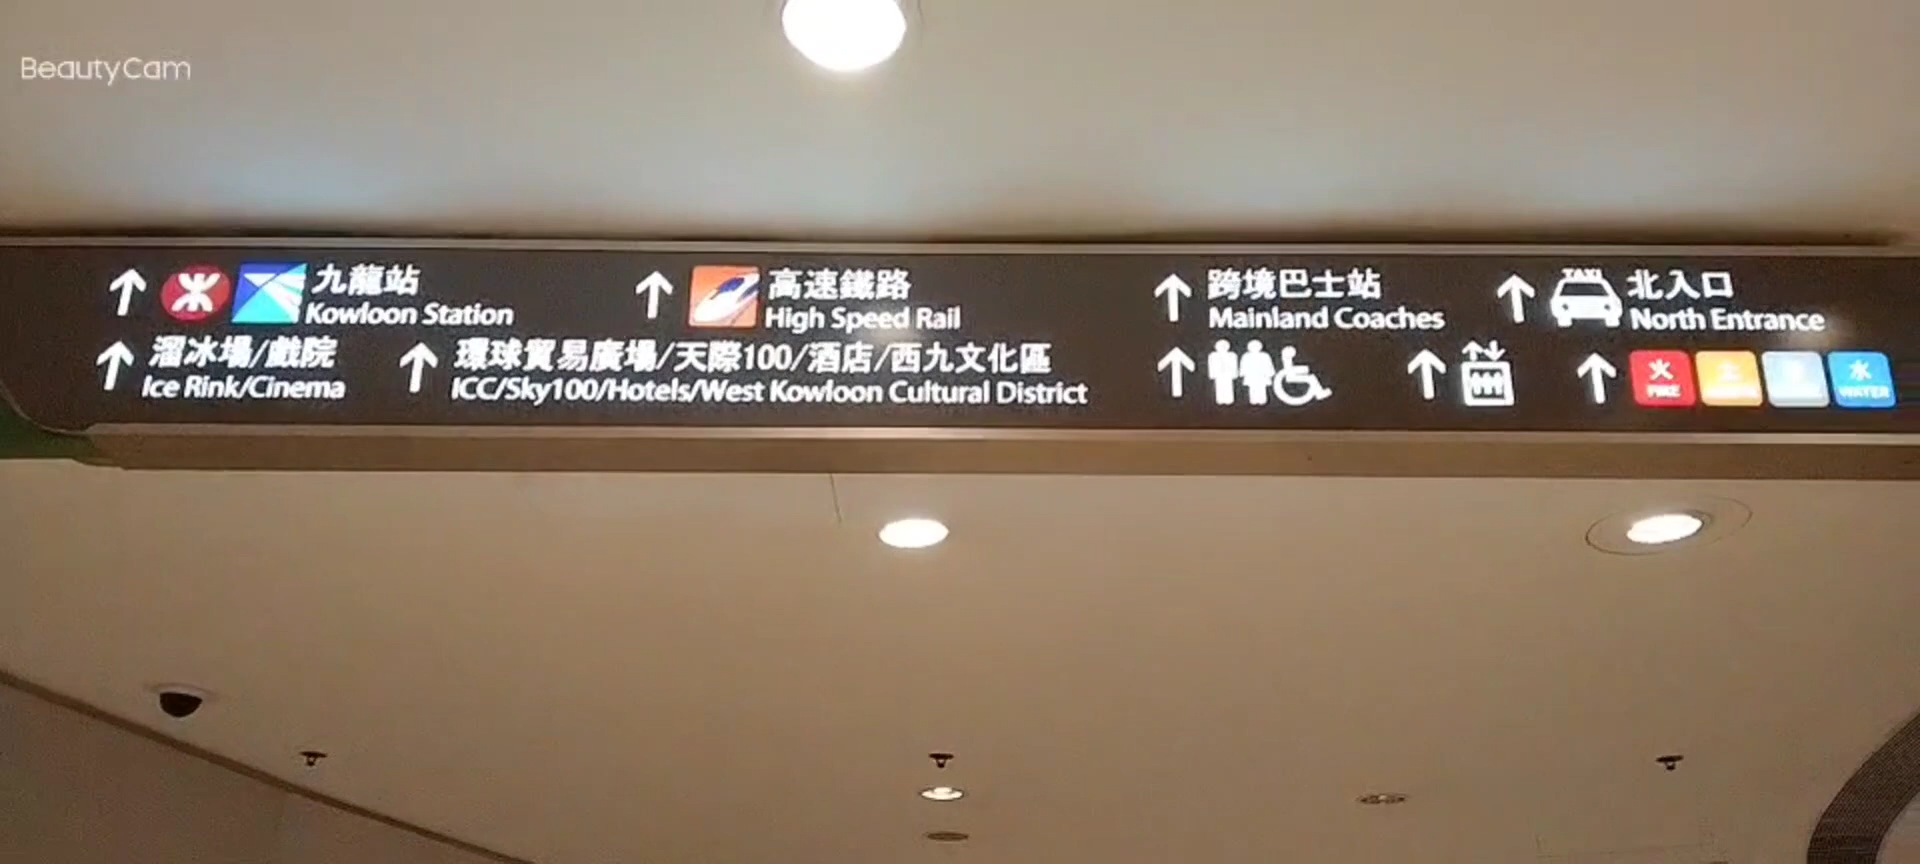 BeautyCam
九龍站
Kowloon Station
高速鐵路
High Speed Rail
跨境巴士站
Mainland Coaches
TAXI
北入口
North Entrance
溜冰場/戲院
Ice Rink/Cinema
環球貿易廣場/天際100/酒店/西九文化區
ICC/Sky100/Hotels/West Kowloon Cultural District
火
FIRE
水
WATER